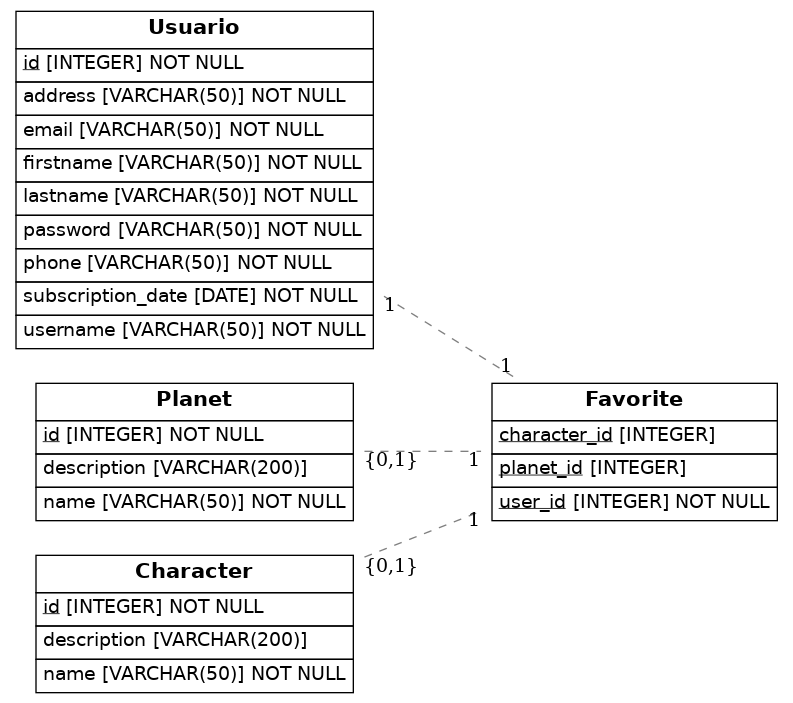 Usuario
id [INTEGER] NOT NULL
address [VARCHAR(50)] NOT NULL
email [VARCHAR(50)] NOT NULL
firstname [VARCHAR(50)] NOT NULL
lastname [VARCHAR(50)] NOT NULL
password [VARCHAR(50)] NOT NULL
phone [VARCHAR(50)] NOT NULL
subscription_date [DATE] NOT NULL
username [VARCHAR(50)] NOT NULL
1
1
Planet
id [INTEGER] NOT NULL
description [VARCHAR(200)]
name [VARCHAR(50)] NOT NULL
{0,1}
1
Favorite
character_id [INTEGER]
planet_id [INTEGER]
user_id [INTEGER] NOT NULL
1
{0,1}
Character
id [INTEGER] NOT NULL
description [VARCHAR(200)]
name [VARCHAR(50)] NOT NULL